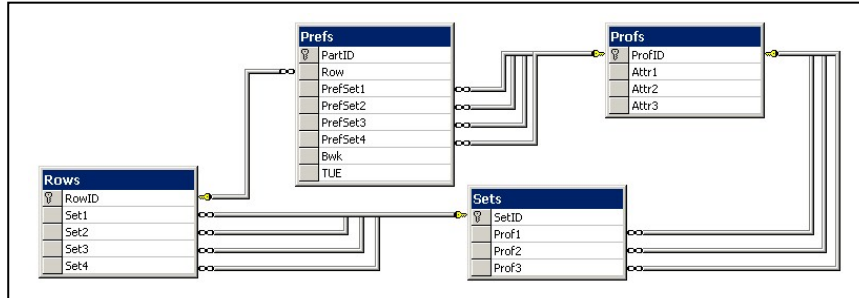 Prefs
PartID
Row
PrefSet1
PrefSet2
PrefSet3
PrefSet4
Bwk
TUE
Profs
ProfID
Attr1
Attr2
Attr3
Rows
RowID
Set1
Set2
Set3
Set4
Sets
SetID
Prof1
Prof2
Prof3